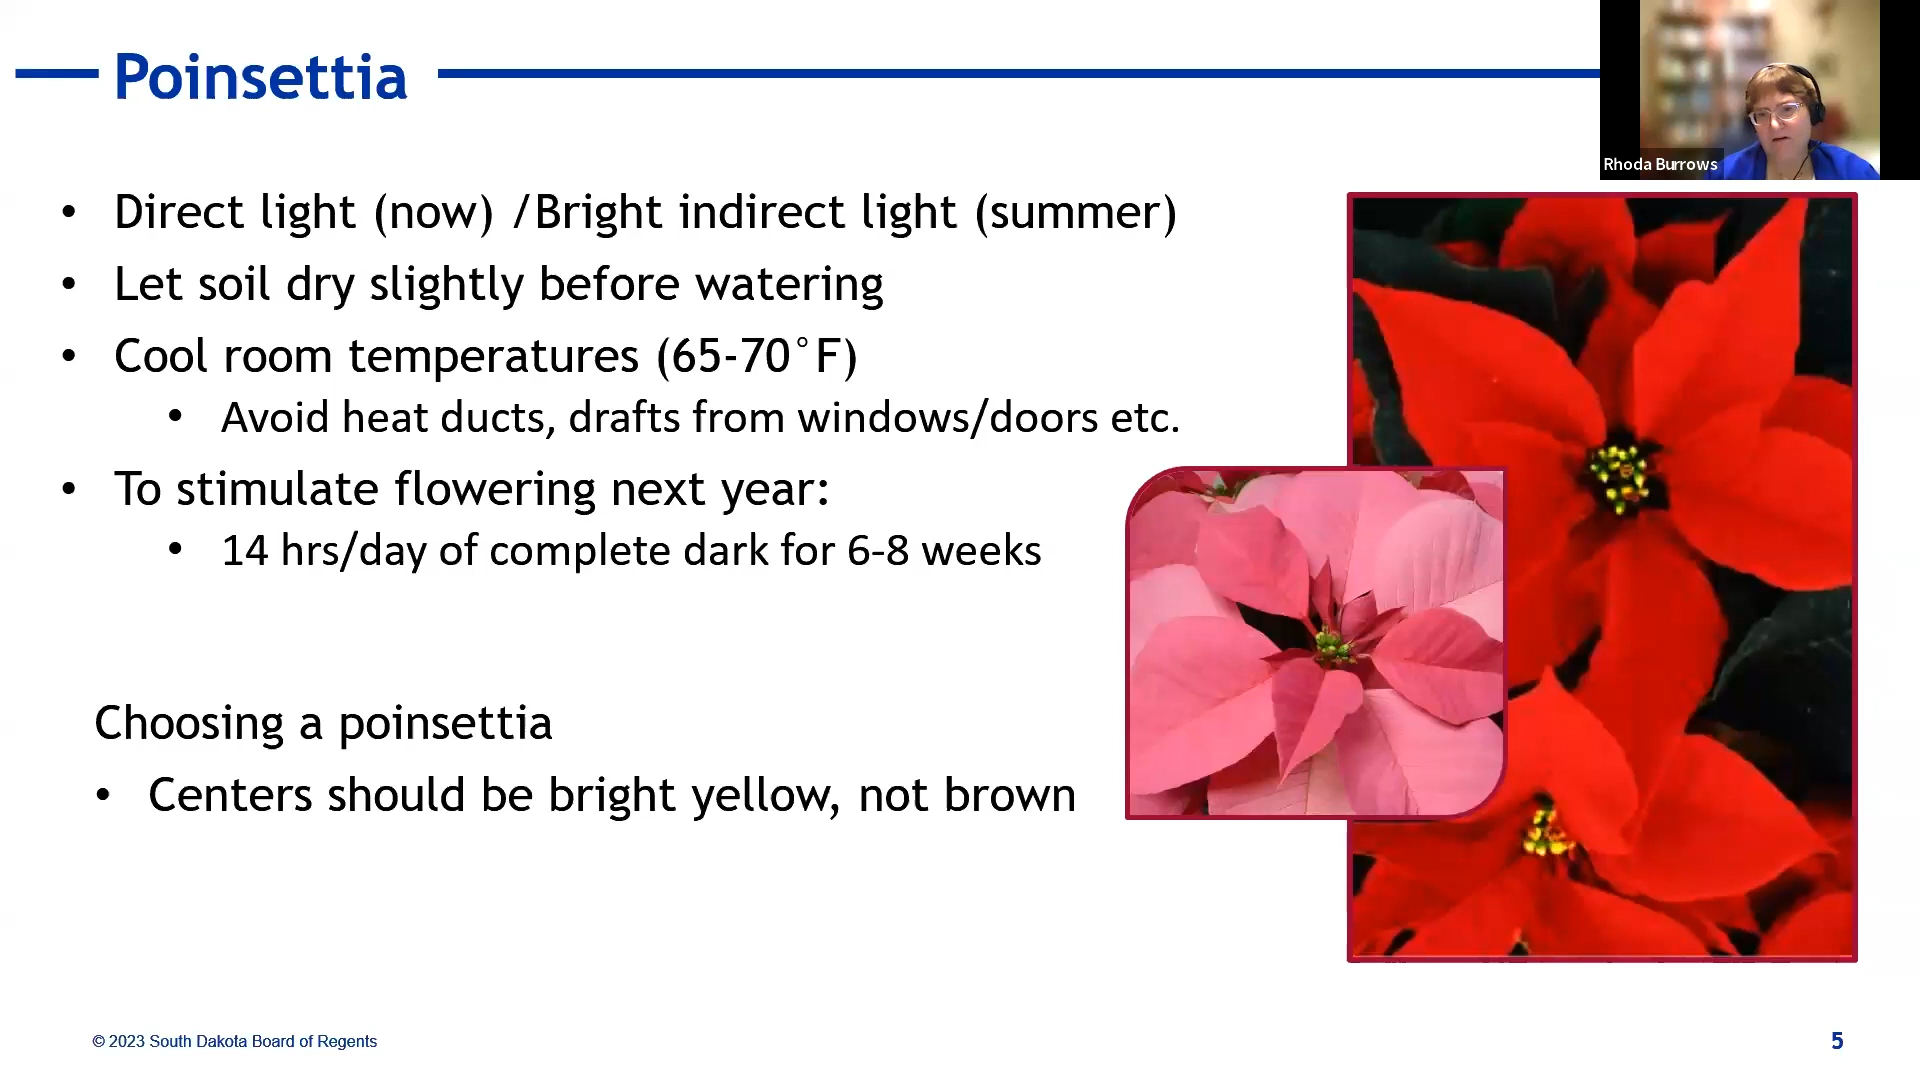 Poinsettia
Rhoda Burrows
• Direct light (now) /Bright indirect light (summer)
• Let soil dry slightly before watering
• Cool room temperatures (65-70°F)
• Avoid heat ducts, drafts from windows/doors etc.
• To stimulate flowering next year:
• 14 hrs/day of complete dark for 6-8 weeks
Choosing a poinsettia
• Centers should be bright yellow, not brown
© 2023 South Dakota Board of Regents
5